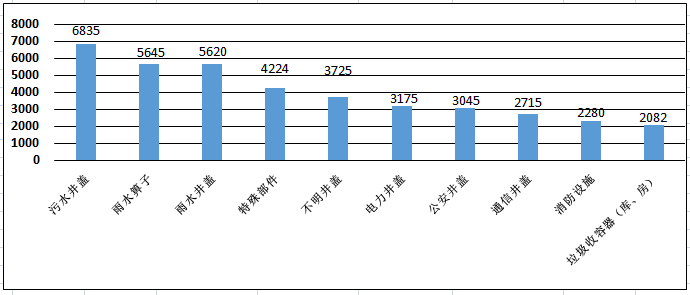 8000
7000
6000
5000
4000
3000
2000
1000
0
6835
5645
5620
4224
3725
3175
3045
2715
2280
2082
污水井盖
雨水箅子
雨水井盖
特殊部件
不明井盖
电力井盖
公安井盖
通信井盖
消防设施
垃圾收容器（库、房）